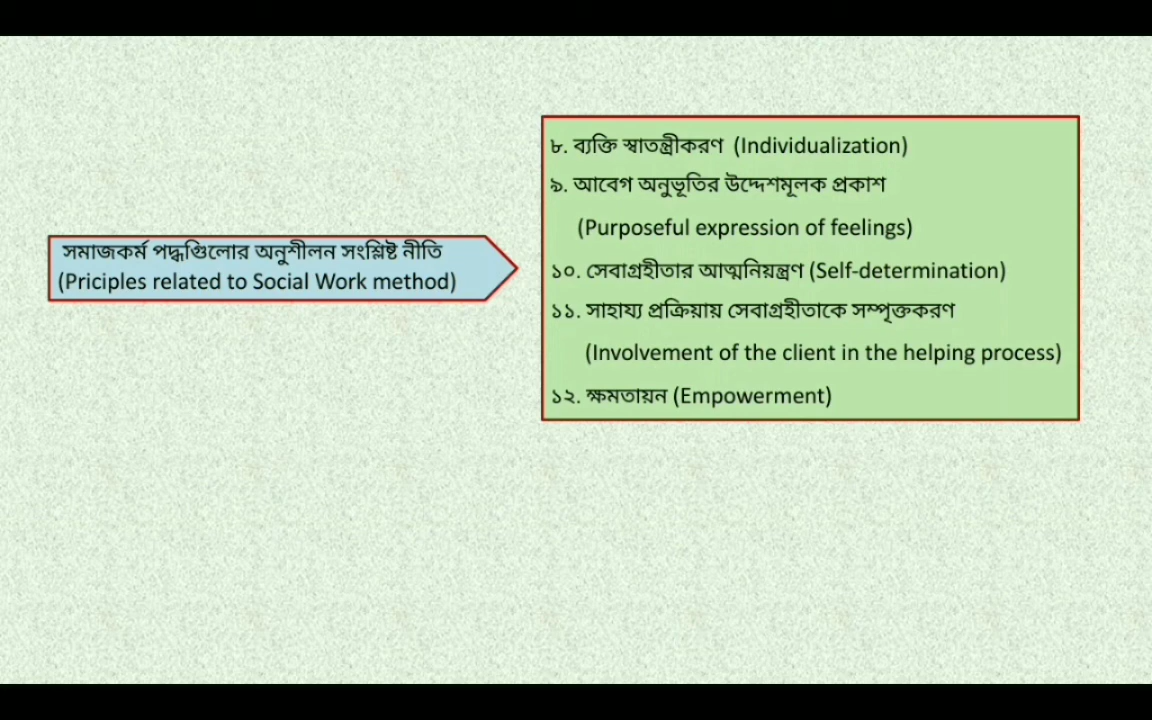 সমাজকর্ম পদ্ধগুিলোর অনুশীলন সংশ্লিষ্ট নীতি
(Priciples related to Social Work method)
৮. ব্যক্তি স্বাতন্ত্রীকরণ (Individualization)
৯. আবেগ অনুভূতির উদ্দেশমূলক প্রকাশ
(Purposeful expression of feelings)
১০. সেবাগ্রহীতার আত্মনিয়ন্ত্রণ (Self-determination)
১১. সাহায্য প্রক্রিয়ায় সেবাগ্রহীতাকে সম্পৃক্তকরণ
(Involvement of the client in the helping process)
১২. ক্ষমতায়ন (Empowerment)